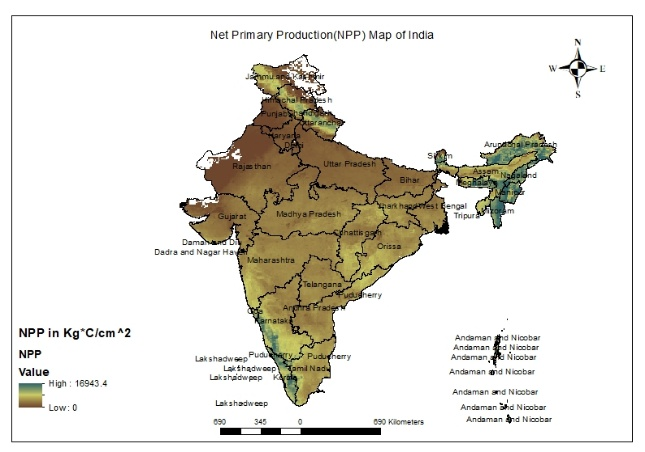 Net Primary Production(NPP) Map of India
N
W
E
S
Jammu and Kashmir
Himachal Pradesh
Punjab
Chandigarh
Uttaranchal
Haryana
Delhi
Rajasthan
Uttar Pradesh
Sikkim
Arunachal Pradesh
Assam
Nagaland
Meghalaya
Manipur
Bihar
Jharkhand
West Bengal
Tripura
Mizoram
Gujarat
Madhya Pradesh
Chhattisgarh
Daman and Diu
Dadra and Nagar Haveli
Orissa
Maharashtra
Telangana
Puducherry
Andhra Pradesh
Goa
Karnataka
Puducherry
Puducherry
Lakshadweep
Lakshadweep
Lakshadweep
Tamil Nadu
Kerala
Lakshadweep
Andaman and Nicobar
Andaman and Nicobar
Andaman and Nicobar
Andaman and Nicobar
Andaman and Nicobar
Andaman and Nicobar
Andaman and Nicobar
NPP in Kg*C/cm^2
NPP
Value
High : 16943.4
Low : 0
690 345 0 690 Kilometers